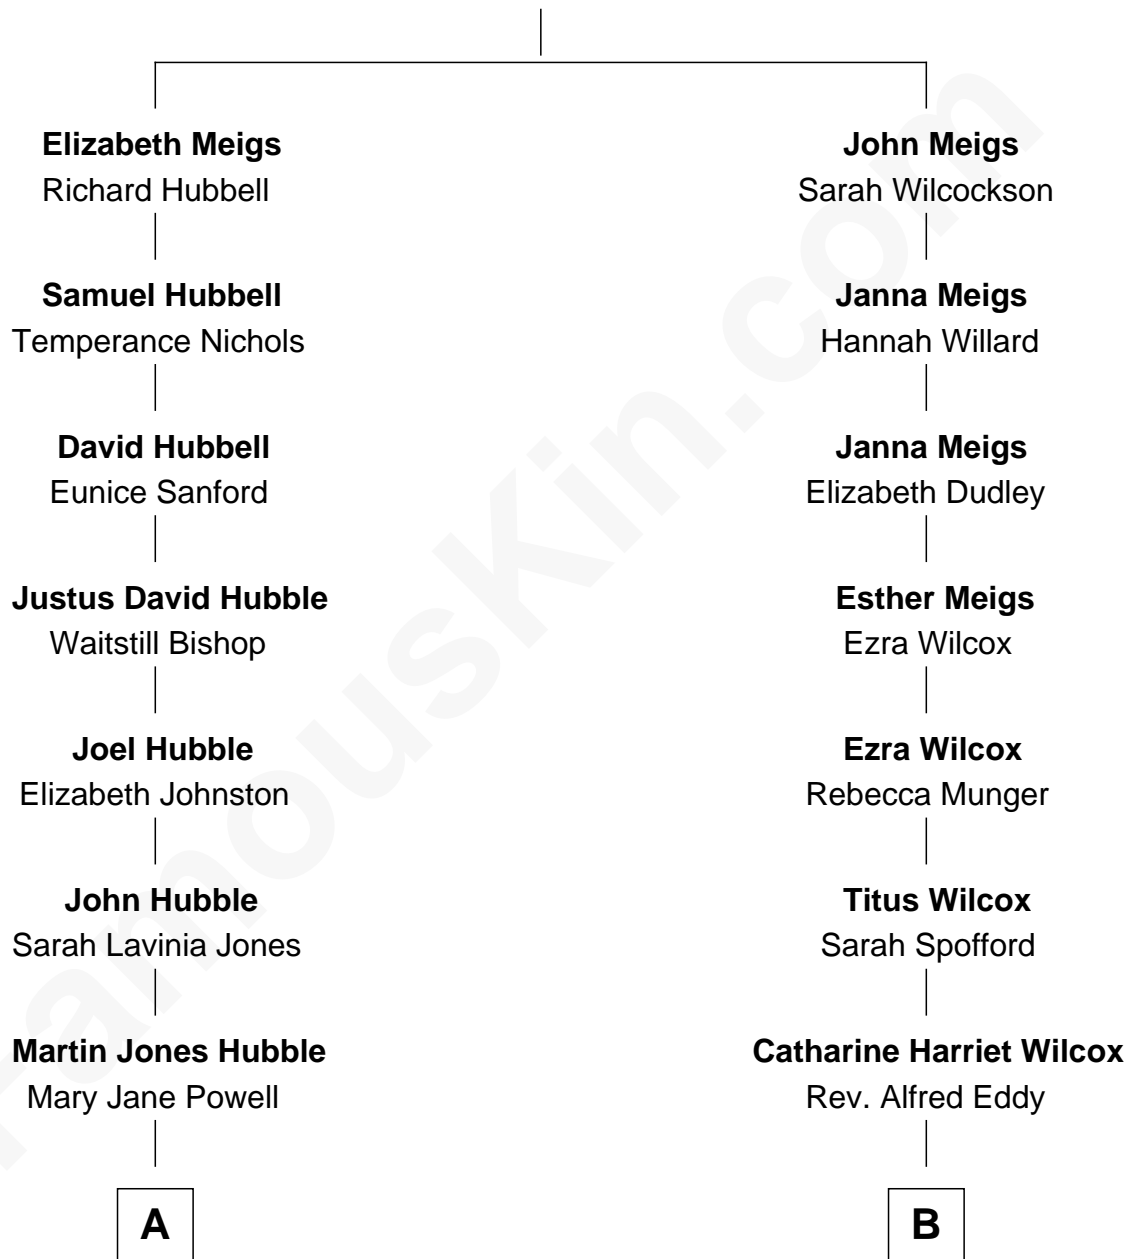 Elizabeth Meigs
Richard Hubbell
Samuel Hubbell
Temperance Nichols
David Hubbell
Eunice Sanford
Justus David Hubble
Waitstill Bishop
Joel Hubble
Elizabeth Johnston
John Hubble
Sarah Lavinia Jones
Martin Jones Hubble
Mary Jane Powell
A
John Meigs
Sarah Wilcockson
Janna Meigs
Hannah Willard
Janna Meigs
Elizabeth Dudley
Esther Meigs
Ezra Wilcox
Ezra Wilcox
Rebecca Munger
Titus Wilcox
Sarah Spofford
Catharine Harriet Wilcox
Rev. Alfred Eddy
B
FamousKin.com